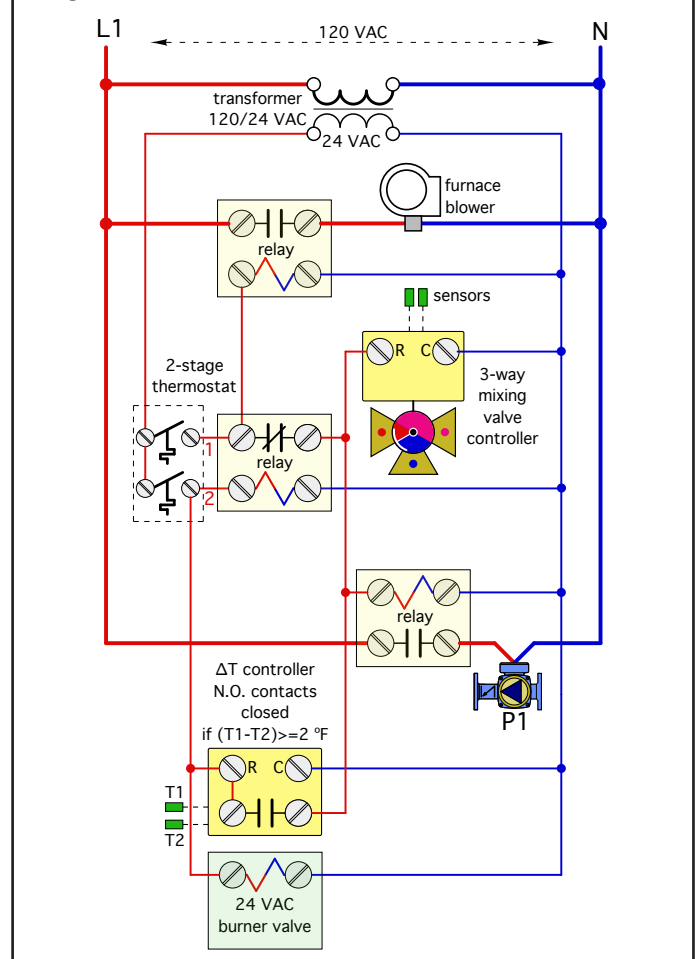 L1
120 VAC
N
transformer
120/24 VAC
24 VAC
furnace
blower
relay
sensors
R C
2-stage
thermostat
3-way
mixing
valve
controller
1
relay
2
relay
ΔT controller
N.O. contacts
closed
if (T1-T2)>=2 ºF
P1
R C
T1
T2
24 VAC
burner valve